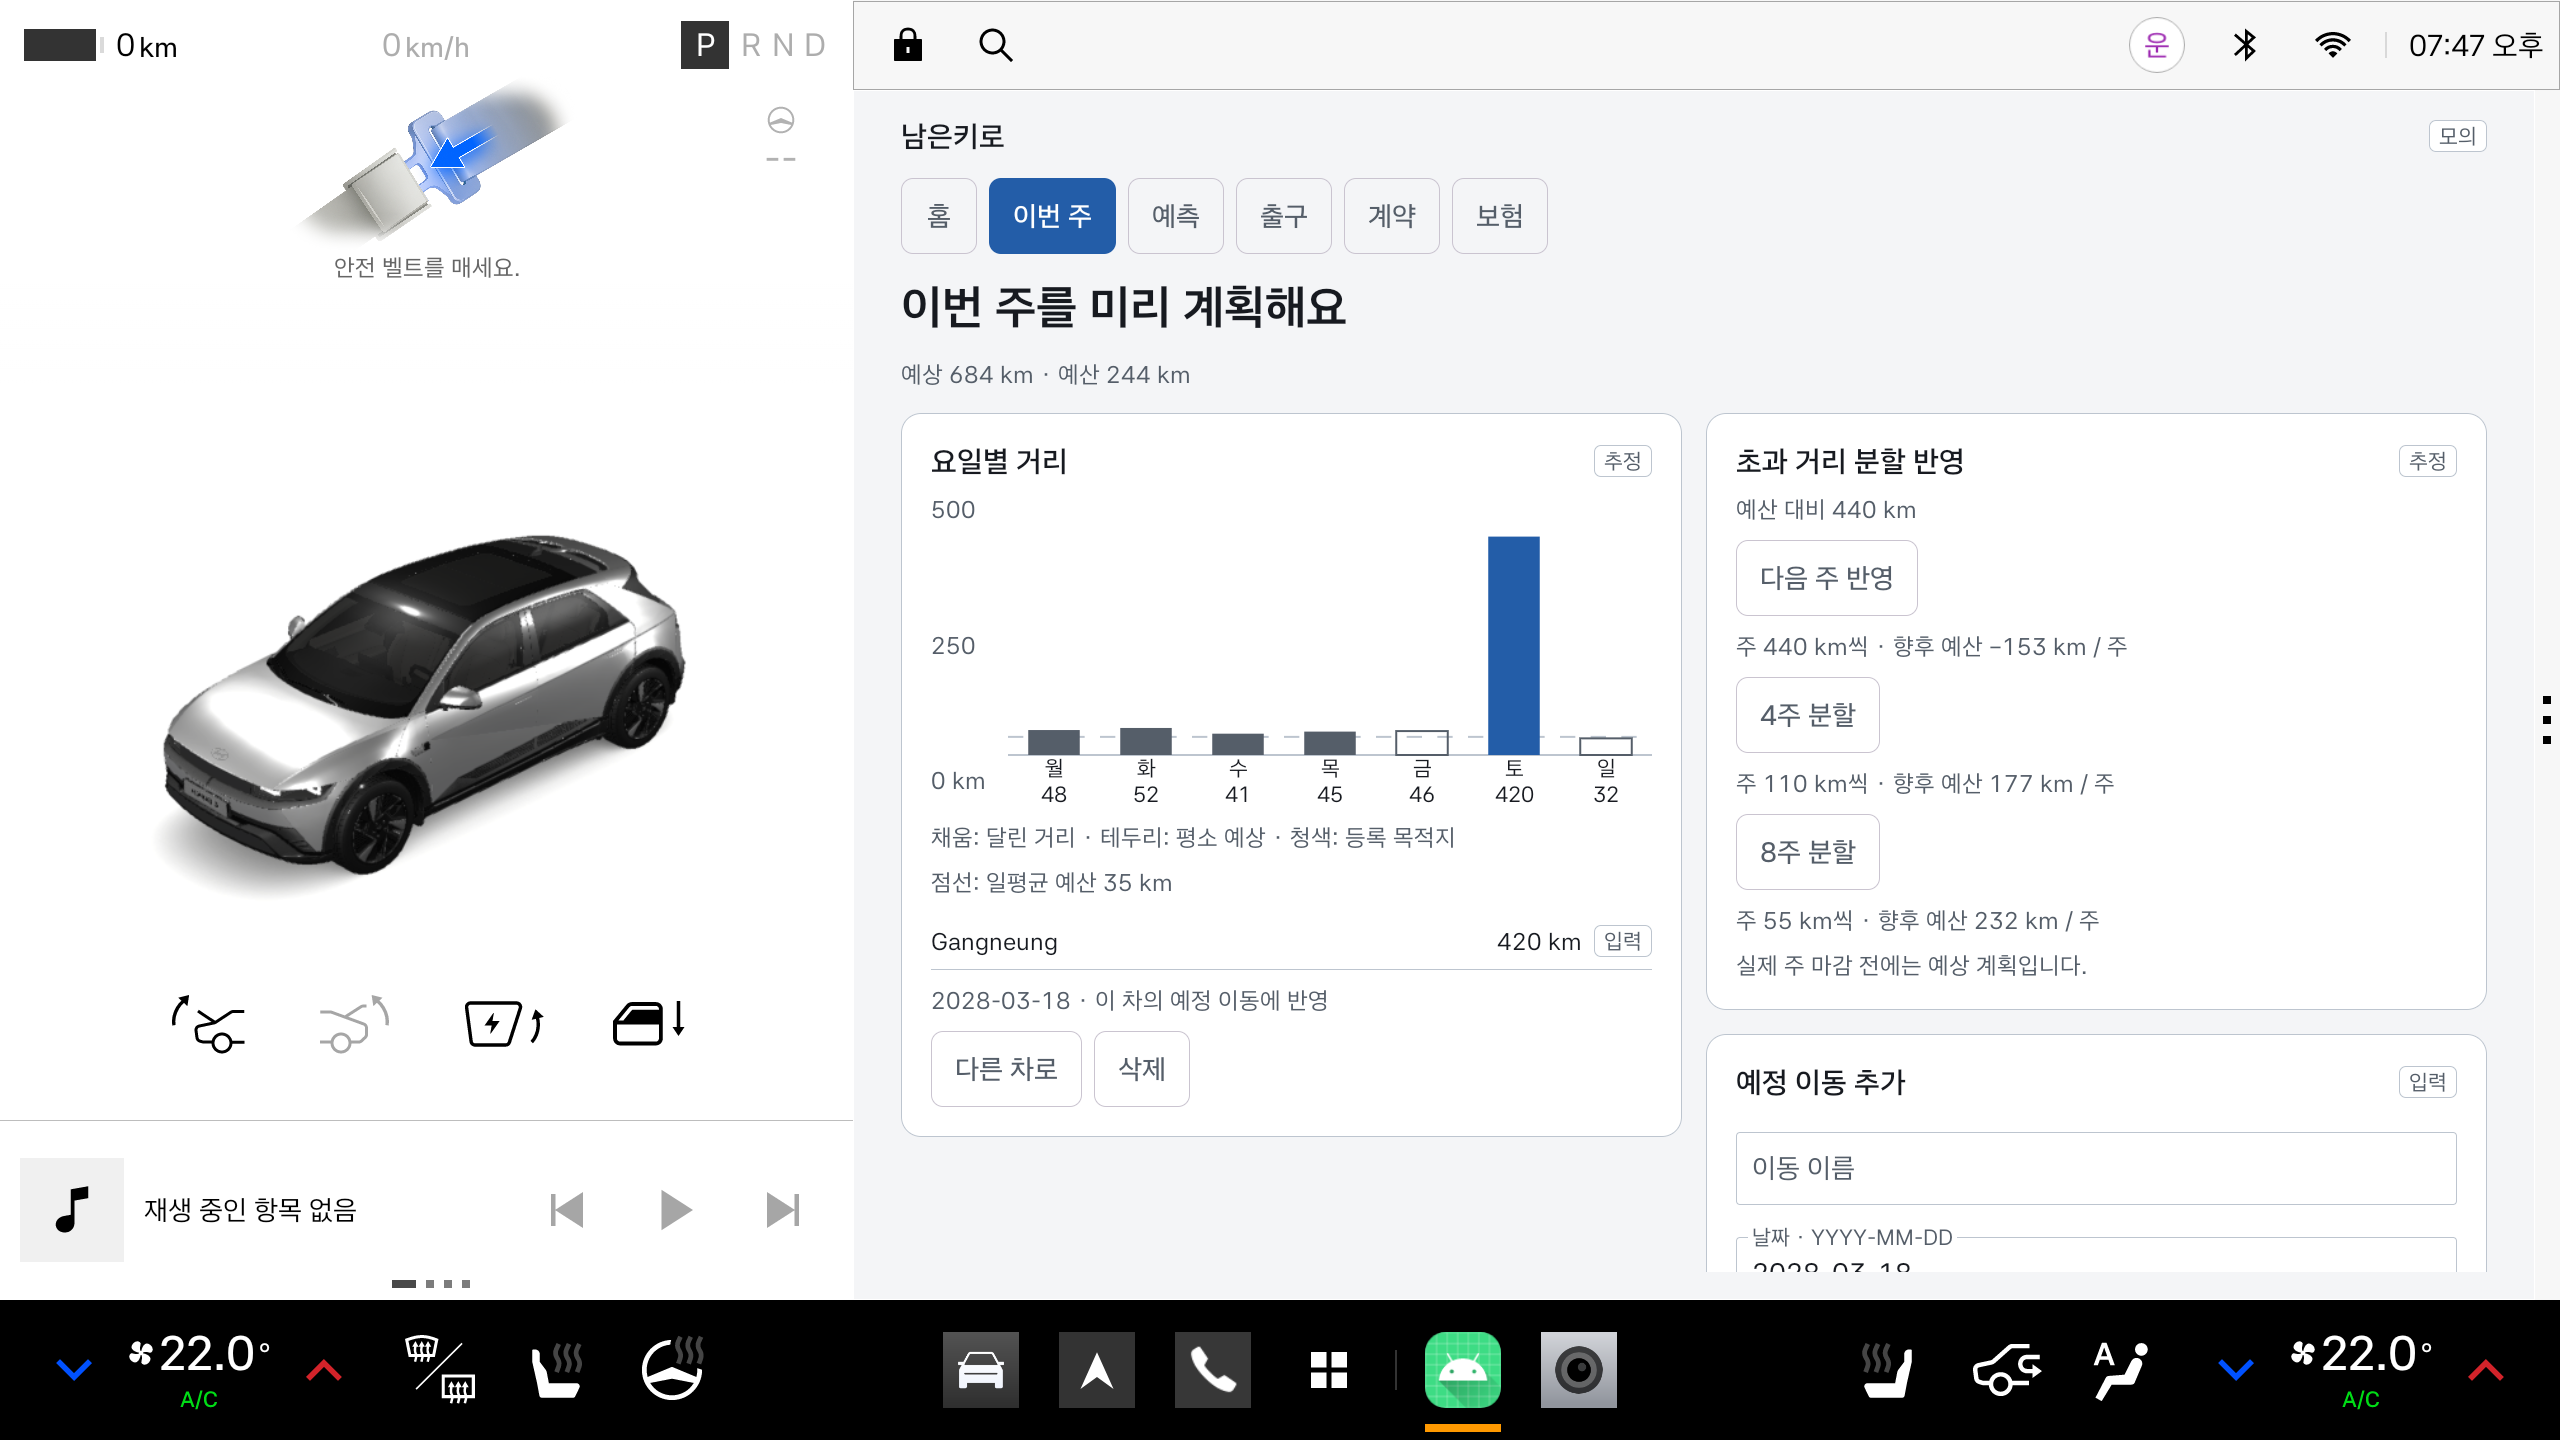 0 km
0 km/h
P R N D
07:47 오후
운
안전 벨트를 매세요.
남은키로
모의
홈
이번 주
예측
출구
계약
보험
이번 주를 미리 계획해요
예상 684 km · 예산 244 km
요일별 거리
추정
500
250
0 km
월 화 수 목 금 토 일
48 52 41 45 46 420 32
채움: 달린 거리 · 테두리: 평소 예상 · 청색: 등록 목적지
점선: 일평균 예산 35 km
Gangneung
420 km
입력
2028-03-18 · 이 차의 예정 이동에 반영
다른 차로
삭제
초과 거리 분할 반영
추정
예산 대비 440 km
다음 주 반영
주 440 km씩 · 향후 예산 −153 km / 주
4주 분할
주 110 km씩 · 향후 예산 177 km / 주
8주 분할
주 55 km씩 · 향후 예산 232 km / 주
실제 주 마감 전에는 예상 계획입니다.
예정 이동 추가
입력
이동 이름
날짜 · YYYY-MM-DD
2028-03-18
재생 중인 항목 없음
22.0°
A/C
A
22.0°
A/C